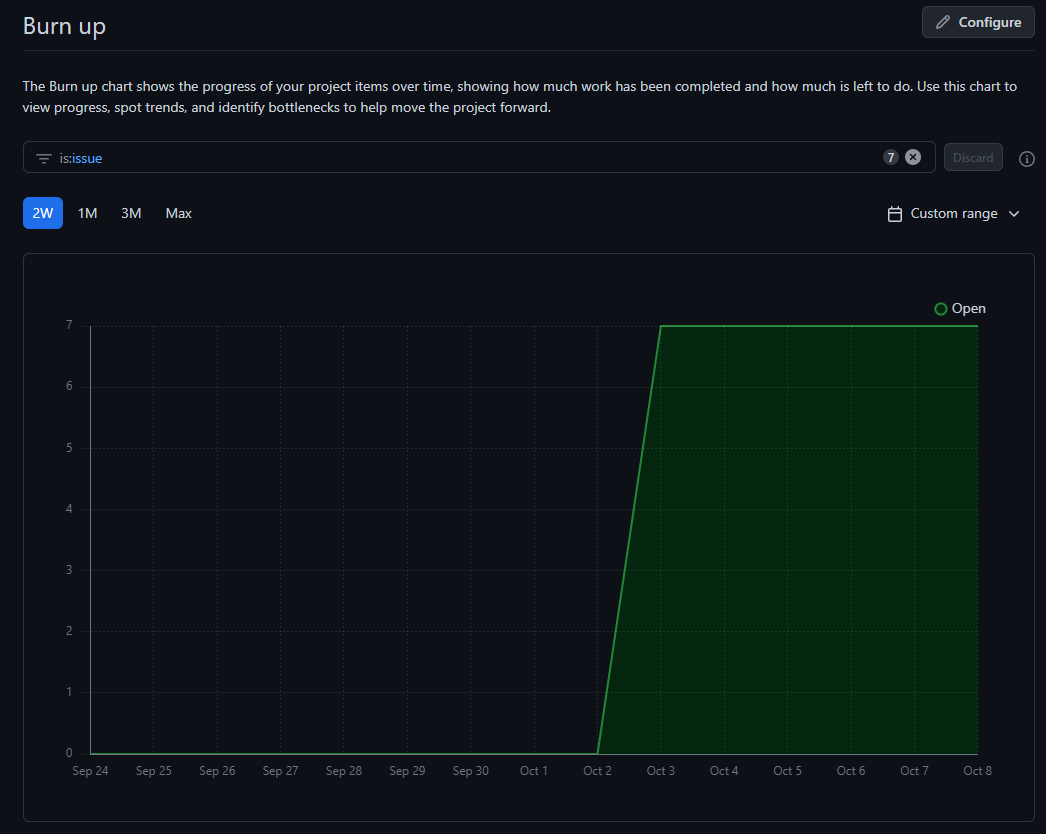 Burn up
Configure
The Burn up chart shows the progress of your project items over time, showing how much work has been completed and how much is left to do. Use this chart to
view progress, spot trends, and identify bottlenecks to help move the project forward.
is:issue
7
Discard
2W 1M 3M Max
Custom range
Open
7
6
5
4
3
2
1
0
Sep 24 Sep 25 Sep 26 Sep 27 Sep 28 Sep 29 Sep 30 Oct 1 Oct 2 Oct 3 Oct 4 Oct 5 Oct 6 Oct 7 Oct 8